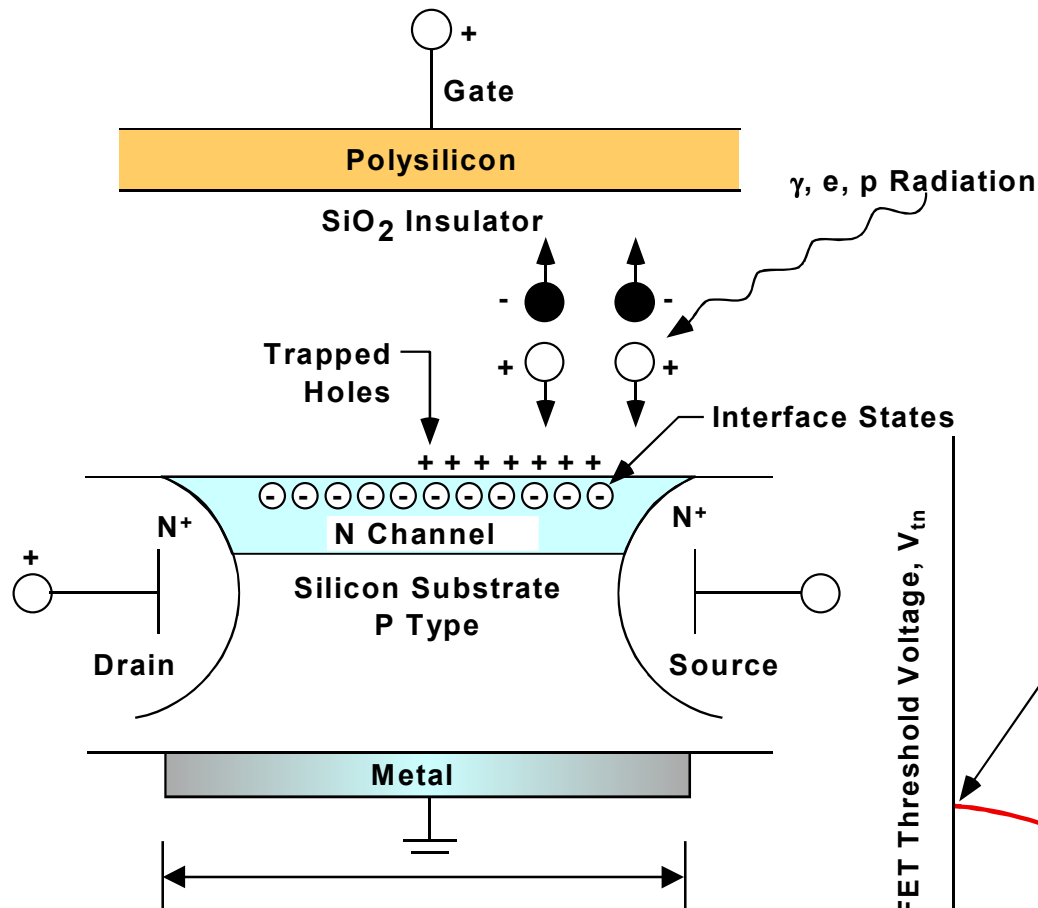 +
Gate
Polysilicon
γ, e, p Radiation
SiO2 Insulator
- -
+ +
Trapped
Holes
Interface States
+ + + + + + +
- - - - - - - - - - -
N+ N+
N Channel
+
Silicon Substrate
P Type
Drain
Source
Metal
FET Threshold Voltage, Vtn